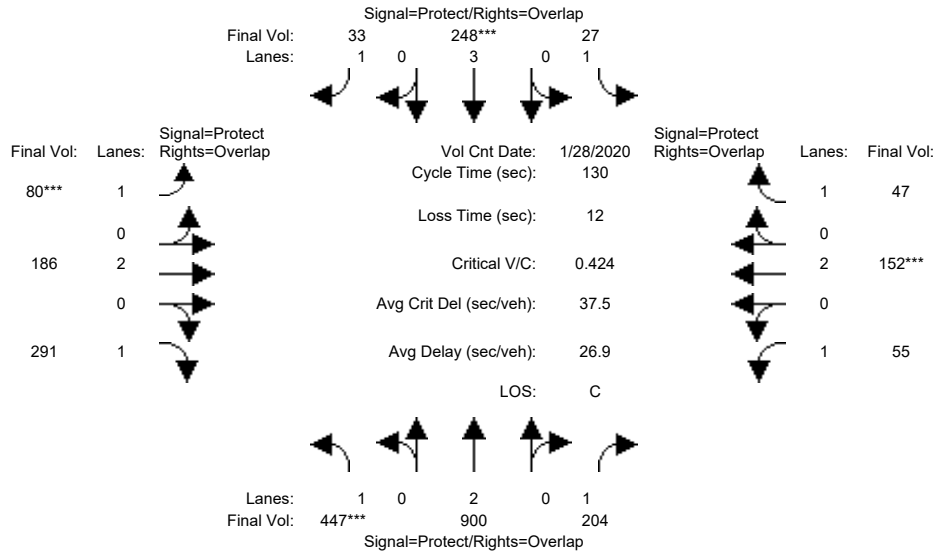 Signal=Protect/Rights=Overlap
Final Vol: 33 248*** 27
Lanes: 1 0 3 0 1
Signal=Protect Signal=Protect
Final Vol: Lanes: Rights=Overlap Vol Cnt Date: 1/28/2020 Rights=Overlap Lanes: Final Vol:
Cycle Time (sec): 130
80*** 1 1 47
Loss Time (sec): 12
0 0
186 2 Critical V/C: 0.424 2 152***
0 Avg Crit Del (sec/veh): 37.5 0
291 1 Avg Delay (sec/veh): 26.9 1 55
LOS: C
Lanes: 1 0 2 0 1
Final Vol: 447*** 900 204
Signal=Protect/Rights=Overlap